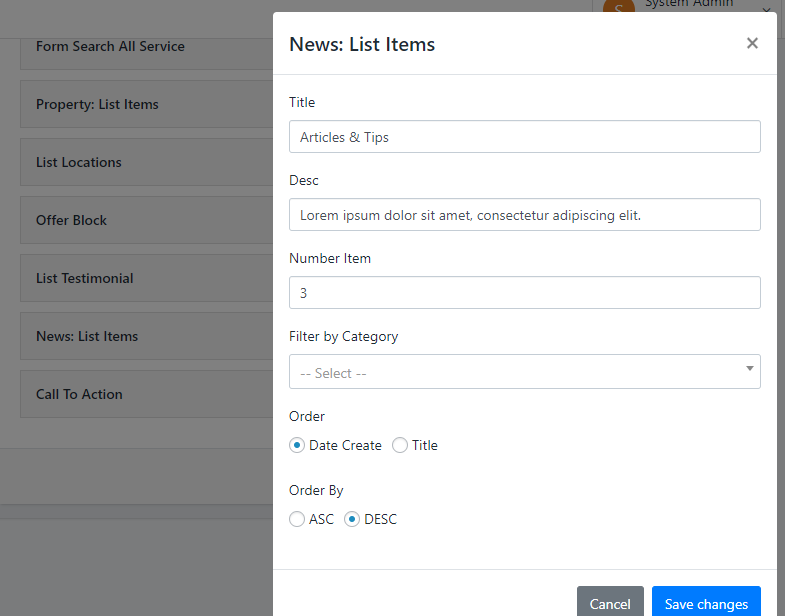 S
System Admin
Form Search All Service
Property: List Items
List Locations
Offer Block
List Testimonial
News: List Items
Call To Action
News: List Items
×
Title
Articles & Tips
Desc
Lorem ipsum dolor sit amet, consectetur adipiscing elit.
Number Item
3
Filter by Category
-- Select --
Order
Date Create Title
Order By
ASC DESC
Cancel Save changes